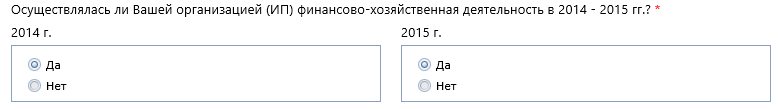 Осуществлялась ли Вашей организацией (ИП) финансово-хозяйственная деятельность в 2014 - 2015 гг.? *
2014 г.
Да
Нет
2015 г.
Да
Нет